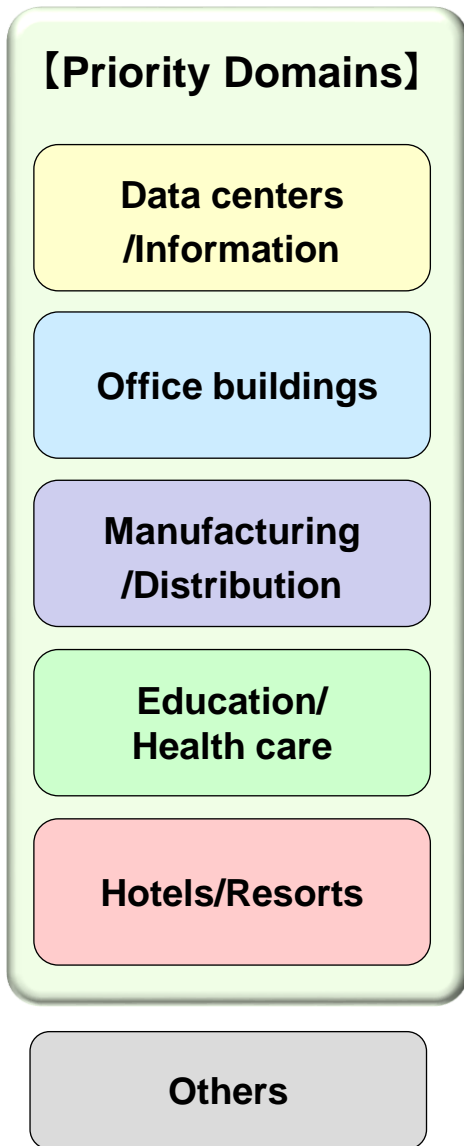 【Priority Domains】
Data centers
/Information
Office buildings
Manufacturing
/Distribution
Education/
Health care
Hotels/Resorts
Others